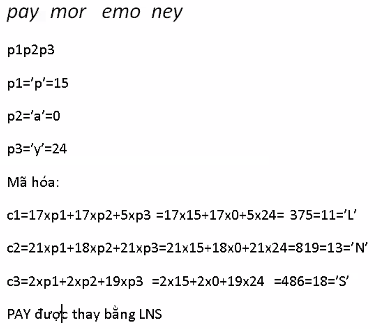 pay mor emo ney
p1p2p3
p1='p'=15
p2='a'=0
p3='y'=24
Mã hóa:
c1=17xp1+17xp2+5xp3 =17x15+17x0+5x24= 375=11='L'
c2=21xp1+18xp2+21xp3=21x15+18x0+21x24=819=13='N'
c3=2xp1+2xp2+19xp3 =2x15+2x0+19x24 =486=18='S'
PAY được thay bằng LNS